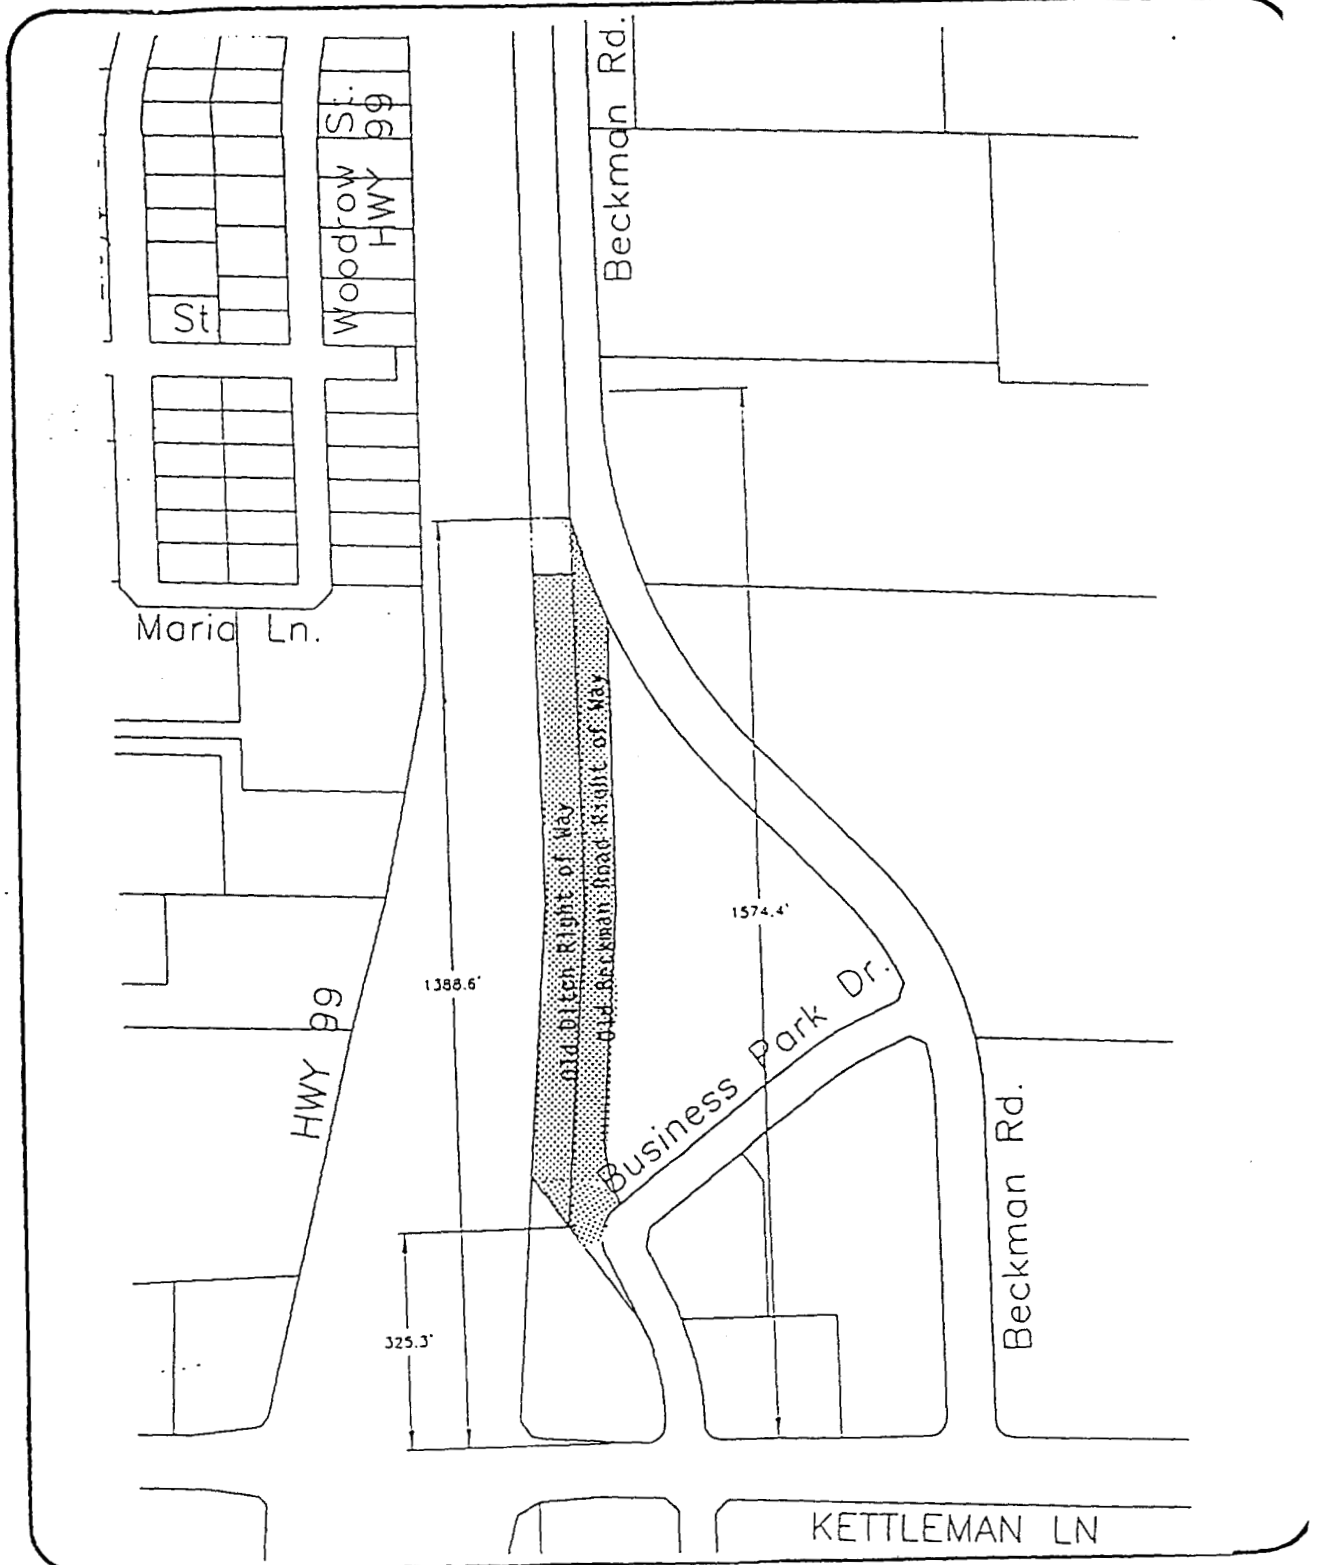 Beckman Rd.
Woodrow St.
HWY 99
St
Maria Ln.
Old Ditch Right of Way
Old Beckman Road Right of Way
1574.4'
1388.6'
HWY 99
Business Park Dr.
Beckman Rd.
325.3'
KETTLEMAN LN